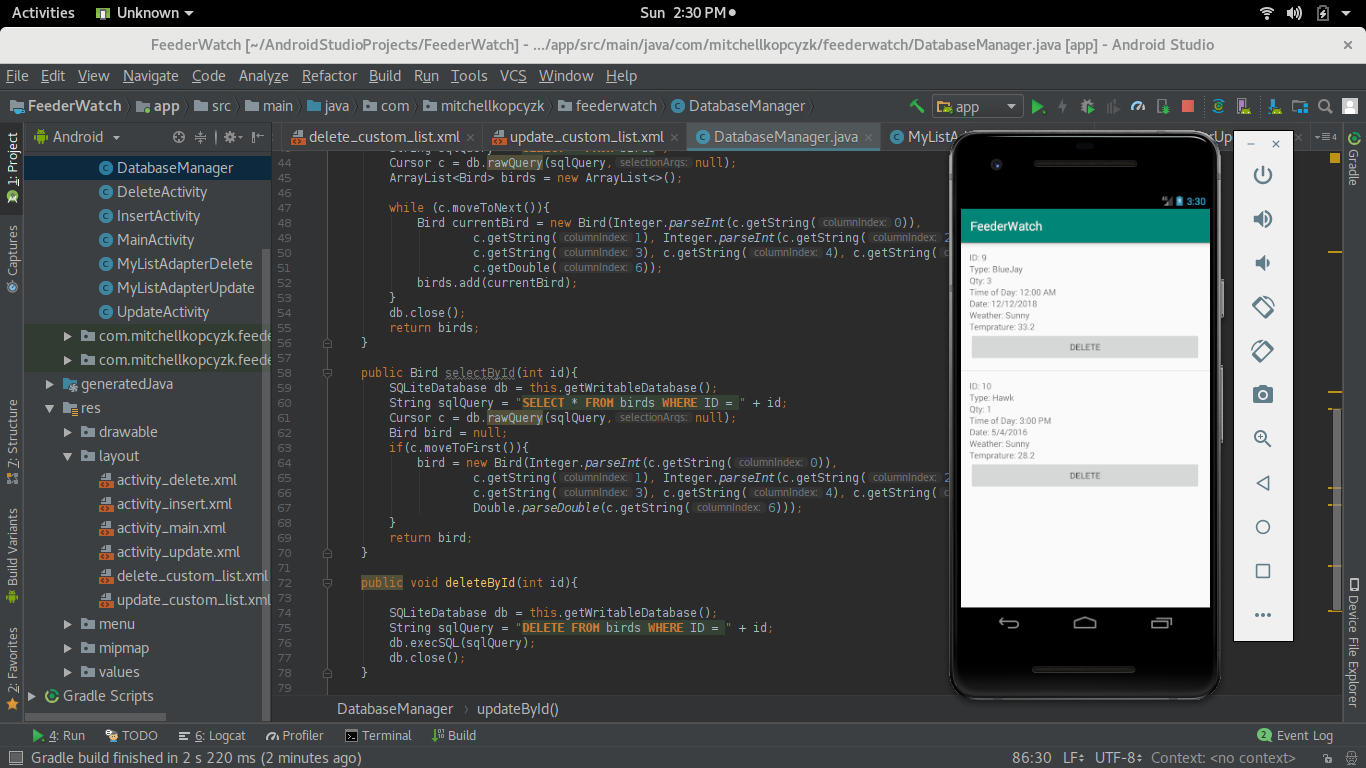 Activities Unknown Sun 2:30 PM
FeederWatch [~/AndroidStudioProjects/FeederWatch] - .../app/src/main/java/com/mitchellkopcyzk/feederwatch/DatabaseManager.java [app] - Android Studio
File Edit View Navigate Code Analyze Refactor Build Run Tools VCS Window Help
FeederWatch app src main java com mitchellkopcyzk feederwatch DatabaseManager app
Android delete_custom_list.xml update_custom_list.xml DatabaseManager.java
1: Project
Captures
7: Structure
Build Variants
2: Favorites
DatabaseManager
DeleteActivity
InsertActivity
MainActivity
MyListAdapterDelete
MyListAdapterUpdate
UpdateActivity
com.mitchellkopcyzk.feede
com.mitchellkopcyzk.feede
generatedJava
res
drawable
layout
activity_delete.xml
activity_insert.xml
activity_main.xml
activity_update.xml
delete_custom_list.xml
update_custom_list.xml
menu
mipmap
values
Gradle Scripts
44 Cursor c = db.rawQuery(sqlQuery, selectionArgs: null);
45 ArrayList<Bird> birds = new ArrayList<>();
46
47 while (c.moveToNext()){
48 Bird currentBird = new Bird(Integer.parseInt(c.getString( columnIndex: 0)),
49 c.getString( columnIndex: 1), Integer.parseInt(c.getString( columnIndex: 2
50 c.getString( columnIndex: 3), c.getString( columnIndex: 4), c.getString( c
51 c.getDouble( columnIndex: 6));
52 birds.add(currentBird);
53 }
54 db.close();
55 return birds;
56 }
57
58 public Bird selectById(int id){
59 SQLiteDatabase db = this.getWritableDatabase();
60 String sqlQuery = "SELECT * FROM birds WHERE ID = " + id;
61 Cursor c = db.rawQuery(sqlQuery, selectionArgs: null);
62 Bird bird = null;
63 if(c.moveToFirst()){
64 bird = new Bird(Integer.parseInt(c.getString( columnIndex: 0)),
65 c.getString( columnIndex: 1), Integer.parseInt(c.getString( columnIndex: 2
66 c.getString( columnIndex: 3), c.getString( columnIndex: 4), c.getString( c
67 Double.parseDouble(c.getString( columnIndex: 6)));
68 }
69 return bird;
70 }
71
72 public void deleteById(int id){
73
74 SQLiteDatabase db = this.getWritableDatabase();
75 String sqlQuery = "DELETE FROM birds WHERE ID = " + id;
76 db.execSQL(sqlQuery);
77 db.close();
78 }
79
DatabaseManager › updateById()
3:30
FeederWatch
ID: 9
Type: BlueJay
Qty: 3
Time of Day: 12:00 AM
Date: 12/12/2018
Weather: Sunny
Temprature: 33.2
DELETE
ID: 10
Type: Hawk
Qty: 1
Time of Day: 3:00 PM
Date: 5/4/2016
Weather: Sunny
Temprature: 28.2
DELETE
Gradle
Device File Explorer
4: Run TODO 6: Logcat Profiler Terminal Build 2 Event Log
Gradle build finished in 2 s 220 ms (2 minutes ago) 86:30 LF UTF-8 Context: <no context>